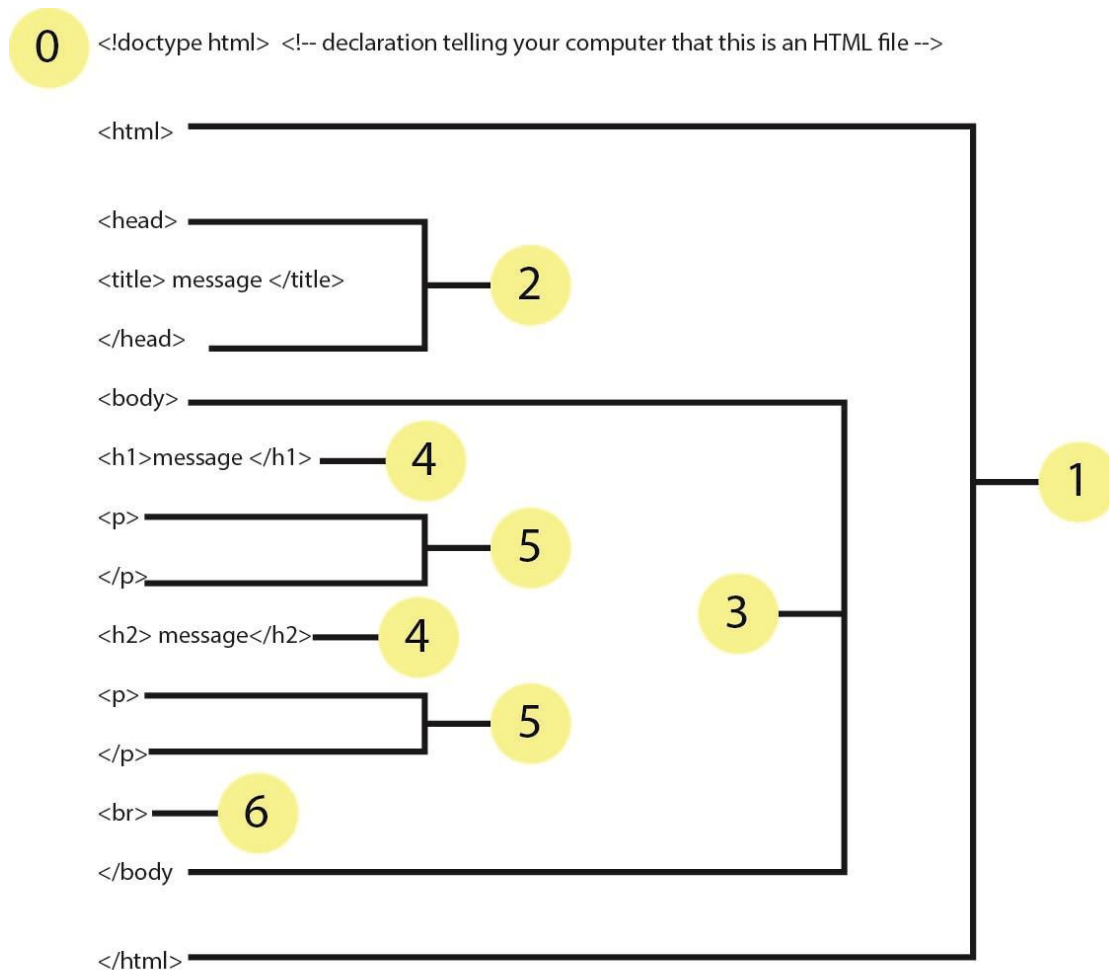 0 <!doctype html> <!-- declaration telling your computer that this is an HTML file -->
<html>
<head>
<title> message </title> 2
</head>
<body>
<h1>message </h1> 4
1
<p>
5
</p>
3
<h2> message</h2> 4
<p>
5
</p>
<br> 6
</body
</html>